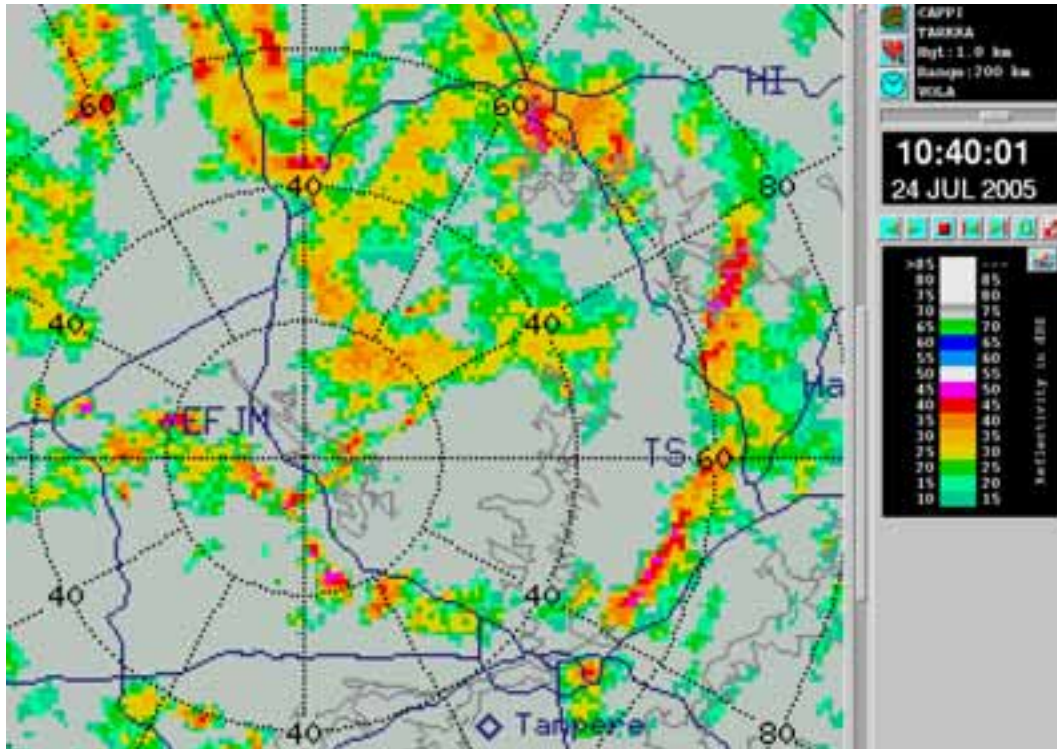 CAPPI
TARKKA
Hgt:1.0 km
Range:200 km
VOLA
10:40:01
24 JUL 2005
>85 ---
80 85
75 80
70 75
65 70
60 65
55 60
50 55
45 50
40 45
35 40
30 35
25 30
20 25
15 20
10 15
Reflectivity in dBZ
HI
60
60
40
80
40
40
Ha
EFJM
TS 60
40
40
Tampere
40
80